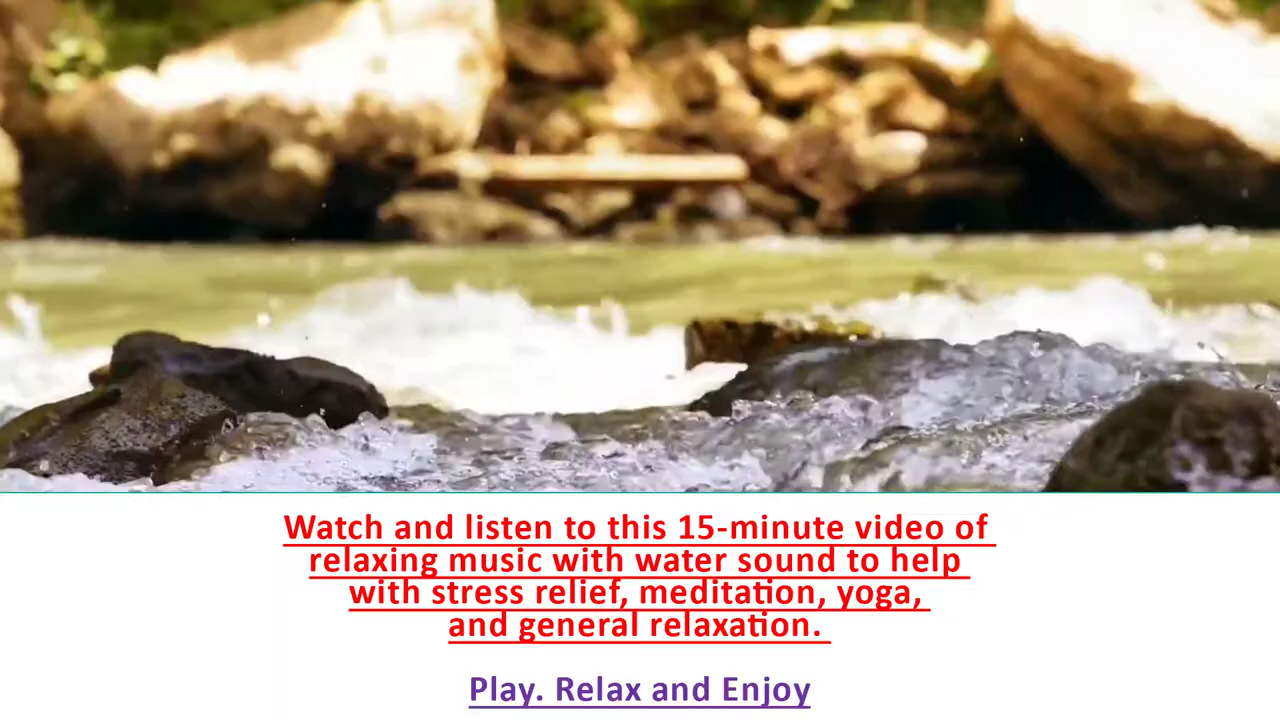 Watch and listen to this 15-minute video of
relaxing music with water sound to help
with stress relief, meditation, yoga,
and general relaxation.
Play. Relax and Enjoy